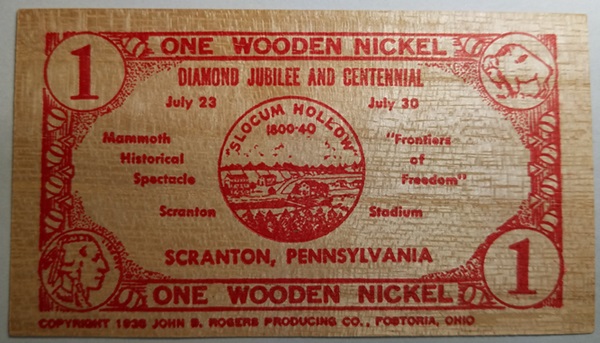 1 ONE WOODEN NICKEL
DIAMOND JUBILEE AND CENTENNIAL
July 23 July 30
"SLOCUM HOLLOW"
1800-40
Mammoth
Historical
Spectacle
"Frontiers
of
Freedom"
Scranton Stadium
SCRANTON, PENNSYLVANIA
ONE WOODEN NICKEL 1
COPYRIGHT 1936 JOHN B. ROGERS PRODUCING CO., FOSTORIA, OHIO